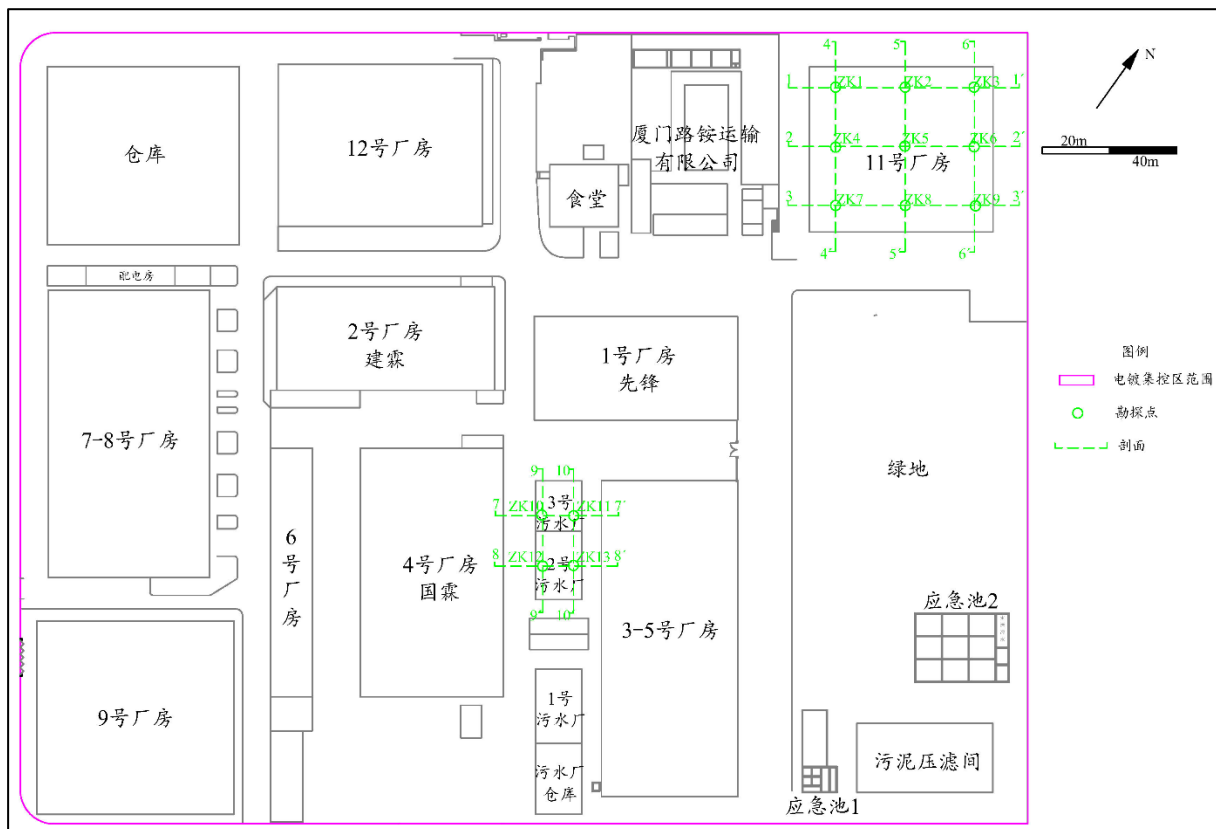 4
5
6
N
1
ZK1
ZK2
ZK3
1´
仓库
12号厂房
厦门路铵运输
有限公司
2
ZK4
ZK5
ZK6
2´
11号厂房
20m
40m
食堂
3
ZK7
ZK8
ZK9
3´
4´
5´
6´
配电房
2号厂房
建霖
1号厂房
先锋
图例
电镀集控区范围
勘探点
剖面
7-8号厂房
绿地
9
10
7
ZK10
ZK11
7´
3号
污水厂
6号厂房
4号厂房
国霖
8
ZK12
ZK13
8´
2号
污水厂
9´
10´
3-5号厂房
应急池2
9号厂房
1号
污水厂
污水厂
仓库
污泥压滤间
应急池1